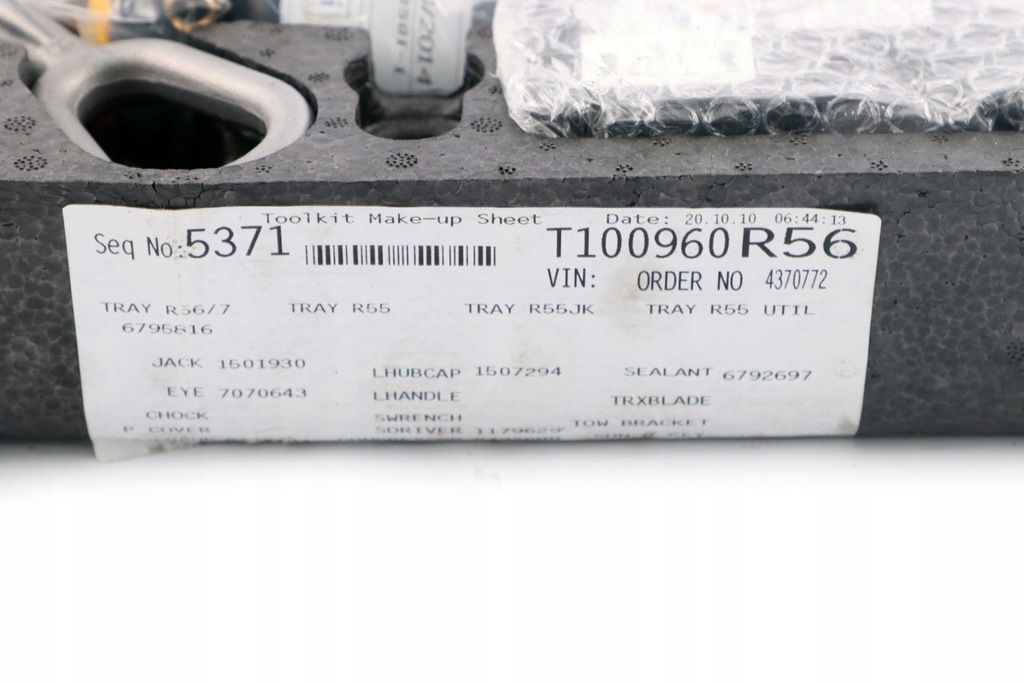 2014
Toolkit Make-up Sheet Date: 20.10.10 06:44:13
Seq No: 5371 T100960 R56
VIN: ORDER NO 4370772
TRAY R56/7 TRAY R55 TRAY R55JK TRAY R55 UTIL
6795816
JACK 1501930 LHUBCAP 1507294 SEALANT 6792697
EYE 7070643 LHANDLE TRXBLADE
CHOCK SWRENCH TOW BRACKET
P COVER SDRIVER 1179629